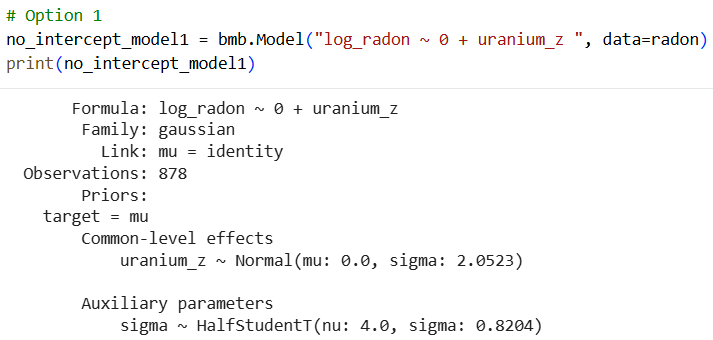 # Option 1
no_intercept_model1 = bmb.Model("log_radon ~ 0 + uranium_z ", data=radon)
print(no_intercept_model1)
Formula: log_radon ~ 0 + uranium_z
Family: gaussian
Link: mu = identity
Observations: 878
Priors:
target = mu
Common-level effects
uranium_z ~ Normal(mu: 0.0, sigma: 2.0523)
Auxiliary parameters
sigma ~ HalfStudentT(nu: 4.0, sigma: 0.8204)